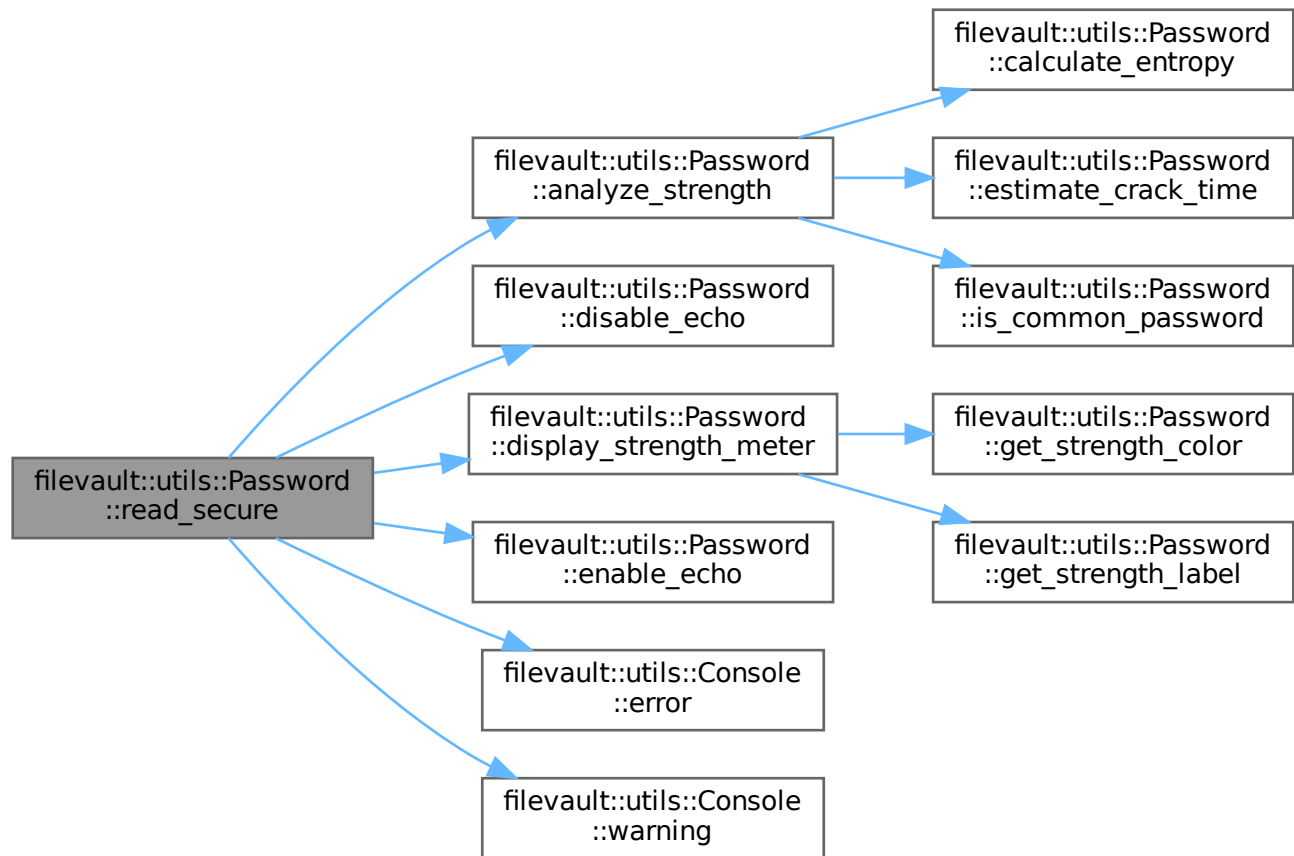 filevault::utils::Password
::read_secure
filevault::utils::Password
::analyze_strength
filevault::utils::Password
::disable_echo
filevault::utils::Password
::display_strength_meter
filevault::utils::Password
::enable_echo
filevault::utils::Console
::error
filevault::utils::Console
::warning
filevault::utils::Password
::calculate_entropy
filevault::utils::Password
::estimate_crack_time
filevault::utils::Password
::is_common_password
filevault::utils::Password
::get_strength_color
filevault::utils::Password
::get_strength_label